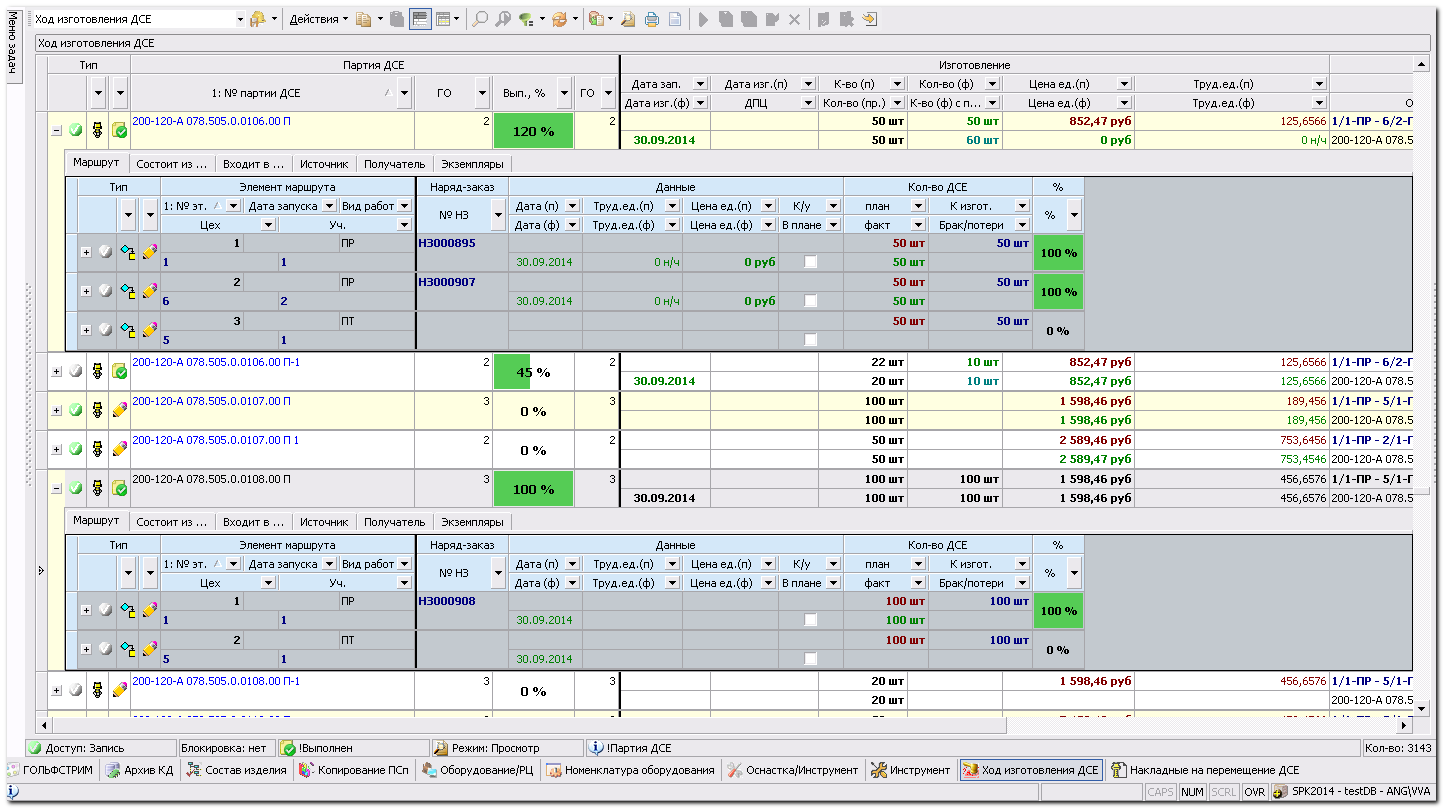 Меню задач
Ход изготовления ДСЕ
Действия
Ход изготовления ДСЕ
Тип Партия ДСЕ Изготовление
1: № партии ДСЕ ГО Вып., % ГО
Дата зап. Дата изг.(п) К-во (п) Кол-во (ф) Цена ед.(п) Труд.ед.(п)
Дата изг.(ф) ДПЦ Кол-во (пр.) К-во (ф) с п... Цена ед.(ф) Труд.ед.(ф) О
200-120-А 078.505.0.0106.00 П 2 120 % 2 50 шт 50 шт 852,47 руб 125,6566 1/1-ПР - 6/2-Г
30.09.2014 50 шт 60 шт 0 руб 0 н/ч 200-120-А 078.5
Маршрут Состоит из ... Входит в ... Источник Получатель Экземпляры
Тип Элемент маршрута Наряд-заказ Данные Кол-во ДСЕ %
1: № эт. Дата запуска Вид работ № НЗ Дата (п) Труд.ед.(п) Цена ед.(п) К/у план К изгот. %
Цех Уч. Дата (ф) Труд.ед.(ф) Цена ед.(ф) В плане факт Брак/потери
1 ПР НЗ000895 50 шт 50 шт 100 %
1 1 30.09.2014 0 н/ч 0 руб 50 шт
2 ПР НЗ000907 50 шт 50 шт 100 %
6 2 30.09.2014 0 н/ч 0 руб 50 шт
3 ПТ 50 шт 50 шт 0 %
5 1
200-120-А 078.505.0.0106.00 П-1 2 45 % 2 22 шт 10 шт 852,47 руб 125,6566 1/1-ПР - 6/2-Г
30.09.2014 20 шт 10 шт 852,47 руб 125,6566 200-120-А 078.5
200-120-А 078.505.0.0107.00 П 3 0 % 3 100 шт 1 598,46 руб 189,456 1/1-ПР - 5/1-Г
100 шт 1 598,46 руб 189,456 200-120-А 078.5
200-120-А 078.505.0.0107.00 П 1 2 0 % 2 50 шт 2 589,46 руб 753,6456 1/1-ПР - 2/1-Г
50 шт 2 589,47 руб 753,4546 200-120-А 078.5
200-120-А 078.505.0.0108.00 П 3 100 % 3 100 шт 100 шт 1 598,46 руб 456,6576 1/1-ПР - 5/1-Г
30.09.2014 100 шт 100 шт 1 598,46 руб 456,6576 200-120-А 078.5
Маршрут Состоит из ... Входит в ... Источник Получатель Экземпляры
Тип Элемент маршрута Наряд-заказ Данные Кол-во ДСЕ %
1: № эт. Дата запуска Вид работ № НЗ Дата (п) Труд.ед.(п) Цена ед.(п) К/у план К изгот. %
Цех Уч. Дата (ф) Труд.ед.(ф) Цена ед.(ф) В плане факт Брак/потери
1 ПР НЗ000908 100 шт 100 шт 100 %
1 1 30.09.2014 100 шт
2 ПТ 100 шт 100 шт 0 %
5 1 30.09.2014
200-120-А 078.505.0.0108.00 П-1 3 0 % 3 20 шт 1 598,46 руб 456,6576 1/1-ПР - 5/1-Г
20 шт 200-120-А 078.5
Доступ: Запись Блокировка: нет !Выполнен Режим: Просмотр !Партия ДСЕ Кол-во: 3143
ГОЛЬФСТРИМ Архив КД Состав изделия Копирование ПСп Оборудование/РЦ Номенклатура оборудования Оснастка/Инструмент Инструмент Ход изготовления ДСЕ Накладные на перемещение ДСЕ
CAPS NUM SCRL OVR SPK2014 - testDB - ANG\VVA